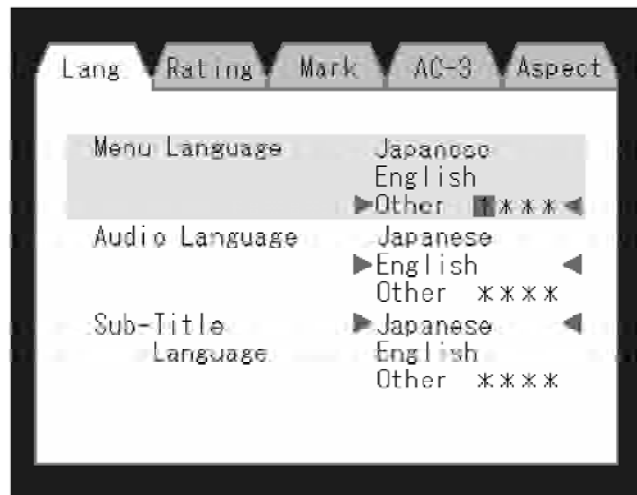 Lang Rating Mark AC-3 Aspect
Menu Language Japanese
English
▶Other 1***◀
Audio Language Japanese
▶English ◀
Other ****
Sub-Title ▶Japanese ◀
Language English
Other ****